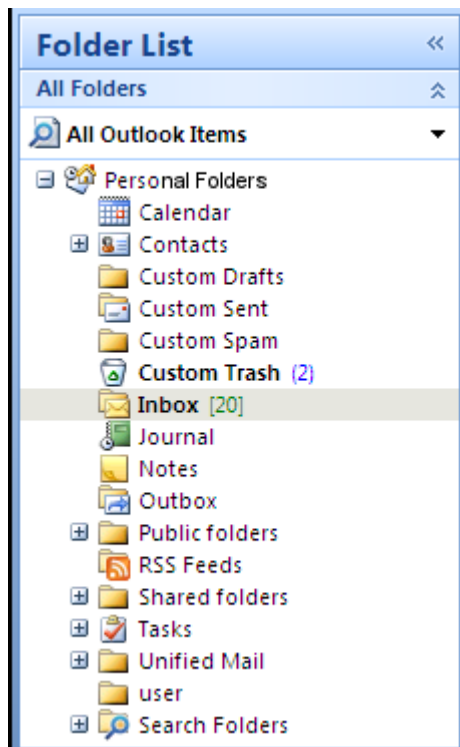 Folder List
All Folders
All Outlook Items
Personal Folders
Calendar
Contacts
Custom Drafts
Custom Sent
Custom Spam
Custom Trash (2)
Inbox [20]
Journal
Notes
Outbox
Public folders
RSS Feeds
Shared folders
Tasks
Unified Mail
user
Search Folders